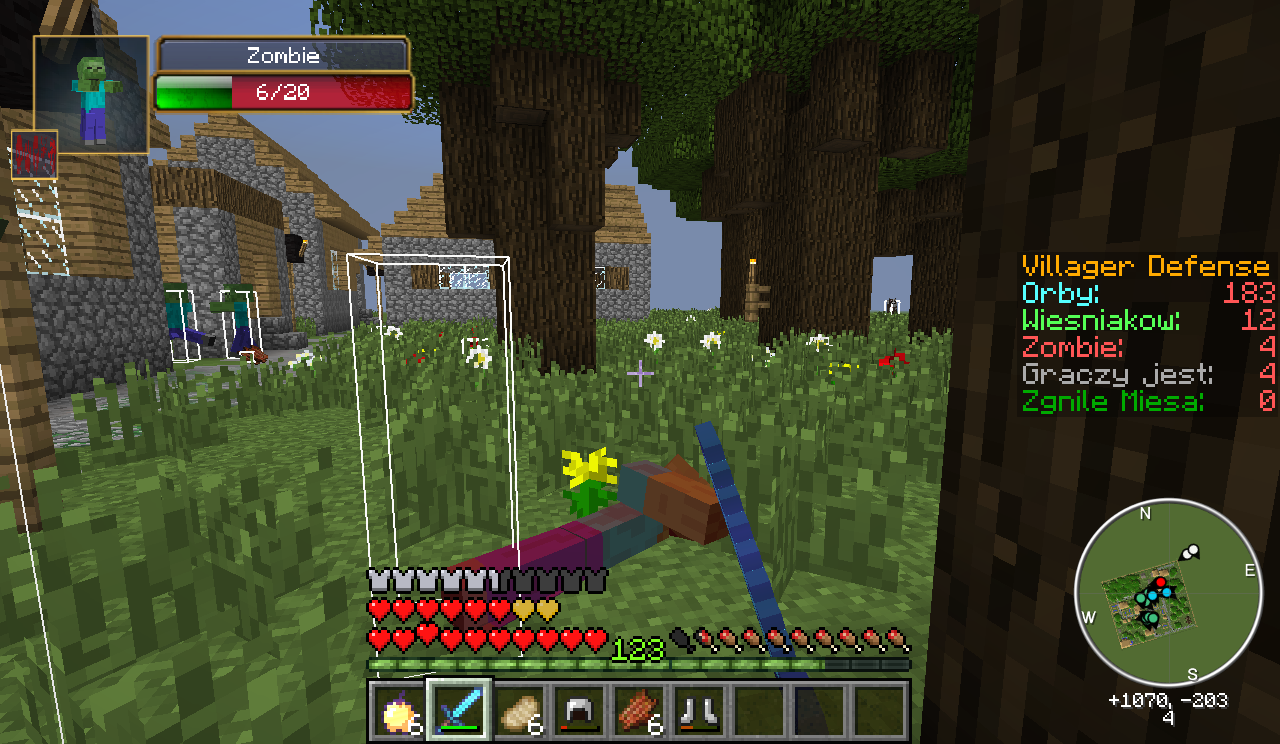 Zombie
6/20
Villager Defense
Orby: 183
Wiesniakow: 12
Zombie: 4
Graczy jest: 4
Zgnile Miesa: 0
N
E
W
S
+1070, -203
4
123
6
6
6